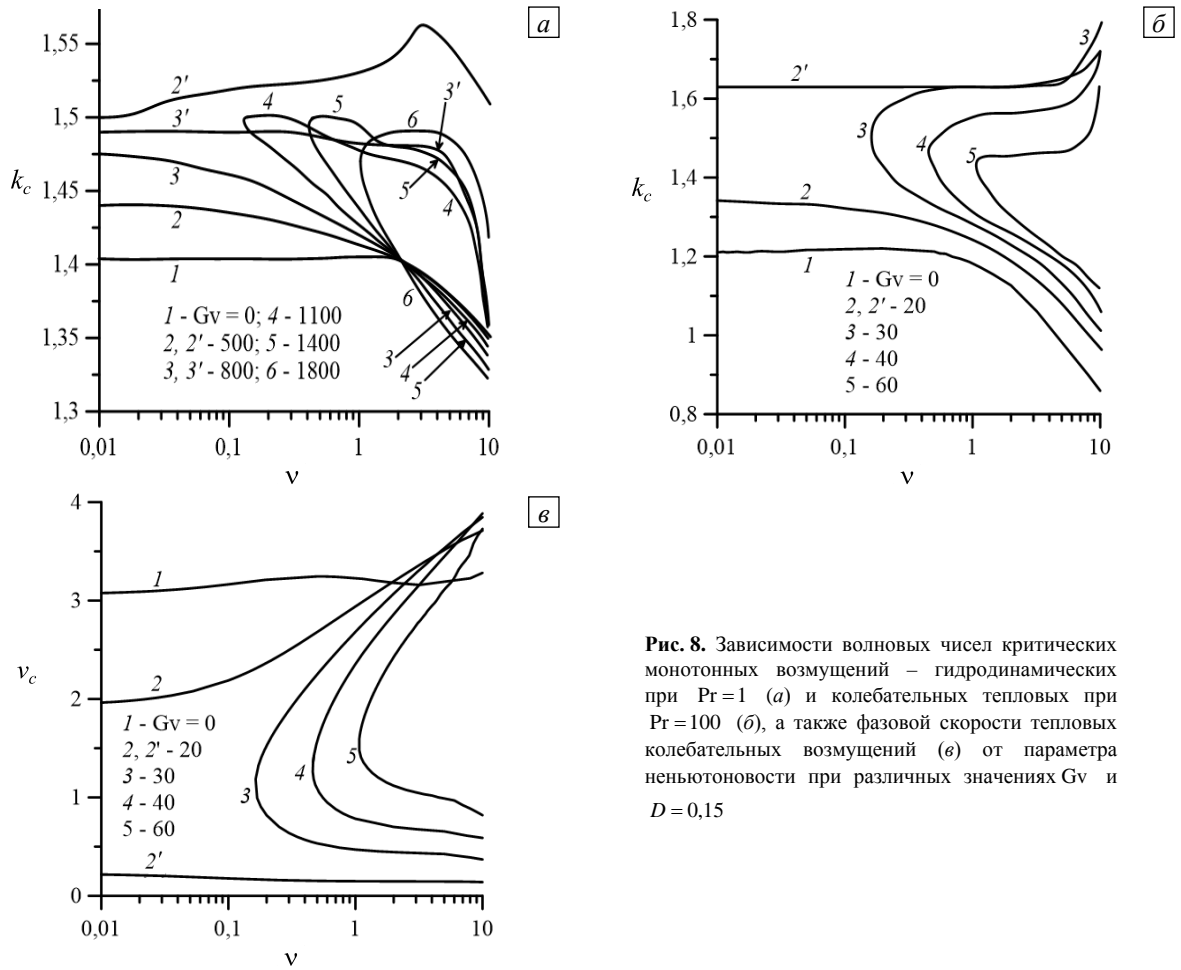 а
1,55
1,5
1,45
1,4
1,35
1,3
k_c
2'
3'
3
2
1
4
5
6
3'
5
4
6
3
4
5
1 - Gv = 0; 4 - 1100
2, 2' - 500; 5 - 1400
3, 3' - 800; 6 - 1800
0,01
0,1
1
10
ν
б
1,8
1,6
1,4
1,2
1
0,8
k_c
2'
3
3
4
5
2
1
1 - Gv = 0
2, 2' - 20
3 - 30
4 - 40
5 - 60
0,01
0,1
1
10
ν
в
4
3
2
1
0
v_c
1
2
3
4
5
2'
1 - Gv = 0
2, 2' - 20
3 - 30
4 - 40
5 - 60
0,01
0,1
1
10
ν
Рис. 8. Зависимости волновых чисел критических
монотонных возмущений – гидродинамических
при Pr = 1 (а) и колебательных тепловых при
Pr = 100 (б), а также фазовой скорости тепловых
колебательных возмущений (в) от параметра
неньютоновости при различных значениях Gv и
D = 0,15